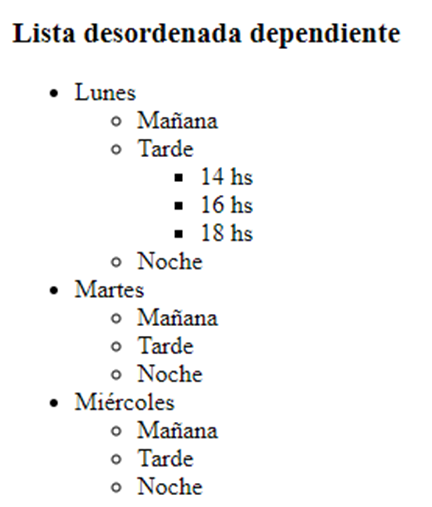 Lista desordenada dependiente
Lunes
Mañana
Tarde
14 hs
16 hs
18 hs
Noche
Martes
Mañana
Tarde
Noche
Miércoles
Mañana
Tarde
Noche